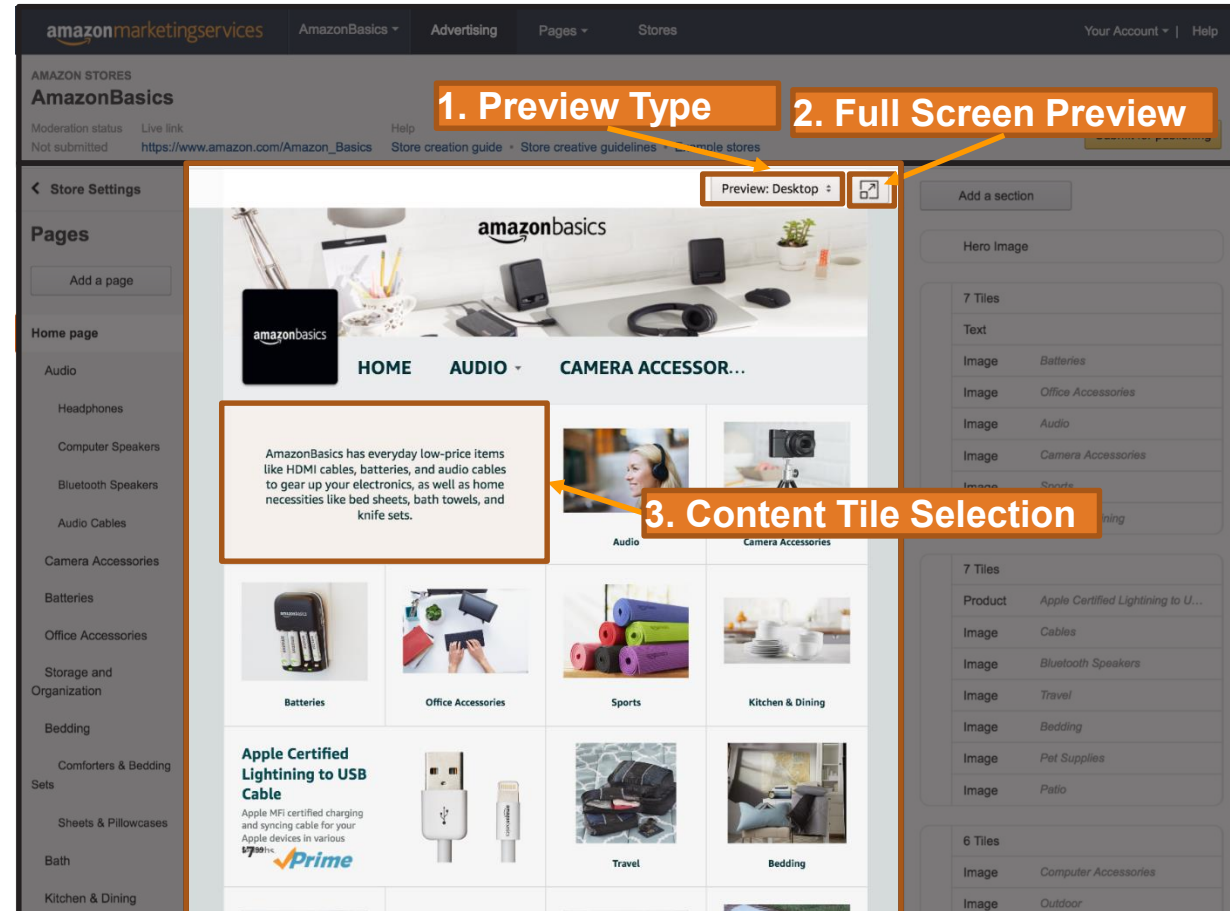 amazonmarketingservices
AmazonBasics
Advertising
Pages
Stores
Your Account
|
Help
AMAZON STORES
AmazonBasics
1. Preview Type
2. Full Screen Preview
Moderation status
Live link
Help
Not submitted
https://www.amazon.com/Amazon_Basics
Store creation guide • Store creative guidelines • Example stores
Submit for publishing
Store Settings
Preview: Desktop
Add a section
Pages
Add a page
Home page
Audio
Headphones
Computer Speakers
Bluetooth Speakers
Audio Cables
Camera Accessories
Batteries
Office Accessories
Storage and
Organization
Bedding
Comforters & Bedding
Sets
Sheets & Pillowcases
Bath
Kitchen & Dining
amazonbasics
amazonbasics
HOME
AUDIO
CAMERA ACCESSOR...
AmazonBasics has everyday low-price items
like HDMI cables, batteries, and audio cables
to gear up your electronics, as well as home
necessities like bed sheets, bath towels, and
knife sets.
3. Content Tile Selection
Audio
Camera Accessories
Batteries
Office Accessories
Sports
Kitchen & Dining
Apple Certified
Lightining to USB
Cable
Apple MFi certified charging
and syncing cable for your
Apple devices in various
Prime
Travel
Bedding
Hero Image
7 Tiles
Text
Image Batteries
Image Office Accessories
Image Audio
Image Camera Accessories
Image Sports
7 Tiles
Product Apple Certified Lightining to U...
Image Cables
Image Bluetooth Speakers
Image Travel
Image Bedding
Image Pet Supplies
Image Patio
6 Tiles
Image Computer Accessories
Image Outdoor